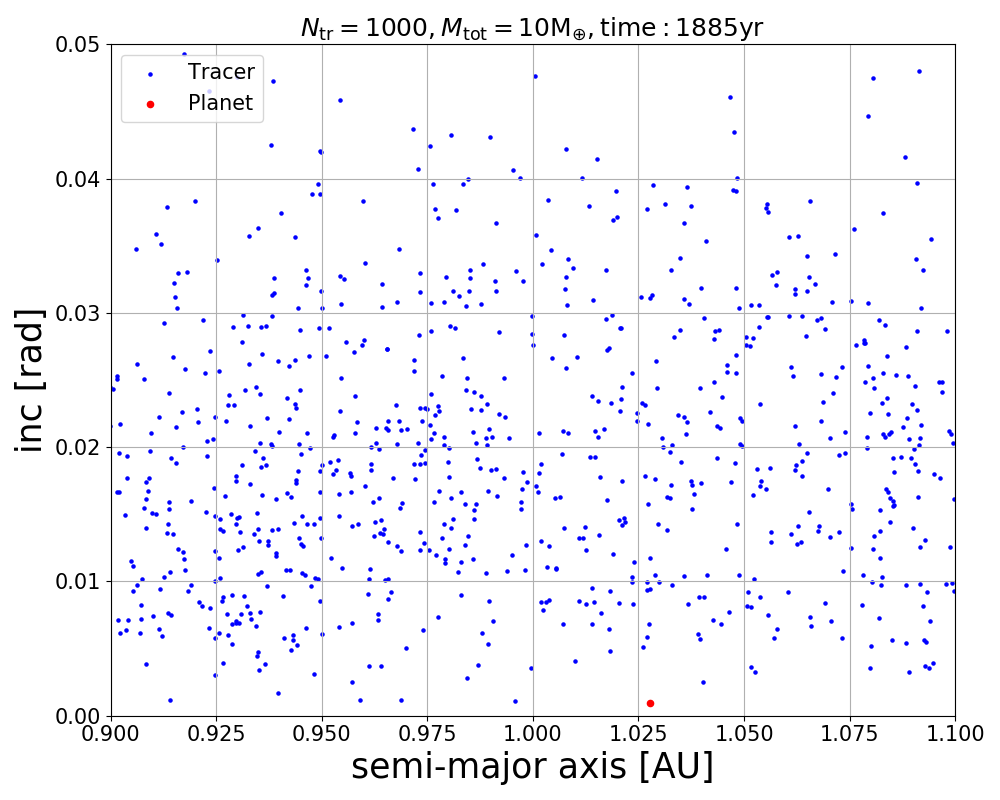 N_tr = 1000, M_tot = 10M_⊕, time : 1885yr
0.05
Tracer
Planet
0.04
0.03
inc [rad]
0.02
0.01
0.00
0.900 0.925 0.950 0.975 1.000 1.025 1.050 1.075 1.100
semi-major axis [AU]